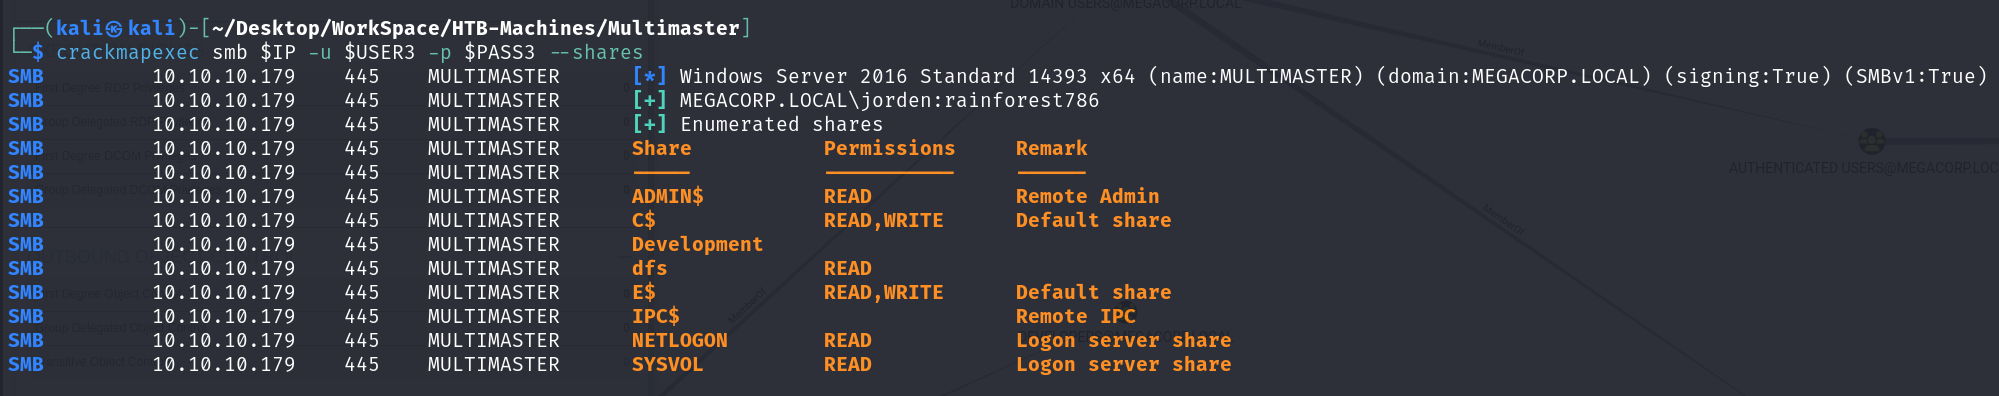 DOMAIN USERS@MEGACORP.LOCAL
┌──(kali㉿kali)-[~/Desktop/WorkSpace/HTB-Machines/Multimaster]
└─$ crackmapexec smb $IP -u $USER3 -p $PASS3 --shares
MemberOf
SMB 10.10.10.179 445 MULTIMASTER [*] Windows Server 2016 Standard 14393 x64 (name:MULTIMASTER) (domain:MEGACORP.LOCAL) (signing:True) (SMBv1:True)
SMB 10.10.10.179 445 MULTIMASTER [+] MEGACORP.LOCAL\jorden:rainforest786
SMB 10.10.10.179 445 MULTIMASTER [+] Enumerated shares
SMB 10.10.10.179 445 MULTIMASTER Share Permissions Remark
SMB 10.10.10.179 445 MULTIMASTER ----- ----------- ------
AUTHENTICATED USERS@MEGACORP.LOC
SMB 10.10.10.179 445 MULTIMASTER ADMIN$ READ Remote Admin
SMB 10.10.10.179 445 MULTIMASTER C$ READ,WRITE Default share
MemberOf
SMB 10.10.10.179 445 MULTIMASTER Development
SMB 10.10.10.179 445 MULTIMASTER dfs READ
SMB 10.10.10.179 445 MULTIMASTER E$ READ,WRITE Default share
MemberOf
SMB 10.10.10.179 445 MULTIMASTER IPC$ Remote IPC
SMB 10.10.10.179 445 MULTIMASTER NETLOGON READ Logon server share
SMB 10.10.10.179 445 MULTIMASTER SYSVOL READ Logon server share